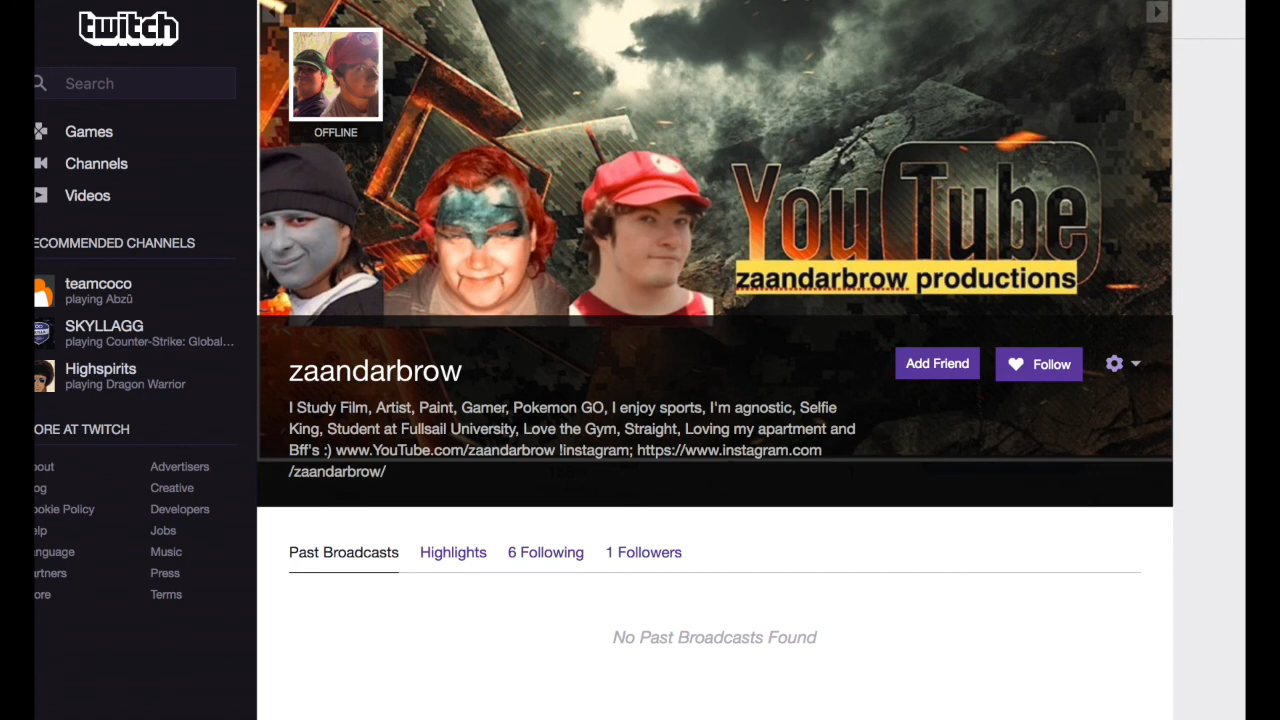 twitch
Search
Games
Channels
Videos
ECOMMENDED CHANNELS
teamcoco
playing Abzû
SKYLLAGG
playing Counter-Strike: Global...
Highspirits
playing Dragon Warrior
ORE AT TWITCH
bout
Advertisers
og
Creative
ookie Policy
Developers
elp
Jobs
anguage
Music
artners
Press
ore
Terms
OFFLINE
YouTube
zaandarbrow productions
zaandarbrow
Add Friend
Follow
I Study Film, Artist, Paint, Gamer, Pokemon GO, I enjoy sports, I'm agnostic, Selfie
King, Student at Fullsail University, Love the Gym, Straight, Loving my apartment and
Bff's :) www.YouTube.com/zaandarbrow !instagram; https://www.instagram.com
/zaandarbrow/
Past Broadcasts
Highlights
6 Following
1 Followers
No Past Broadcasts Found